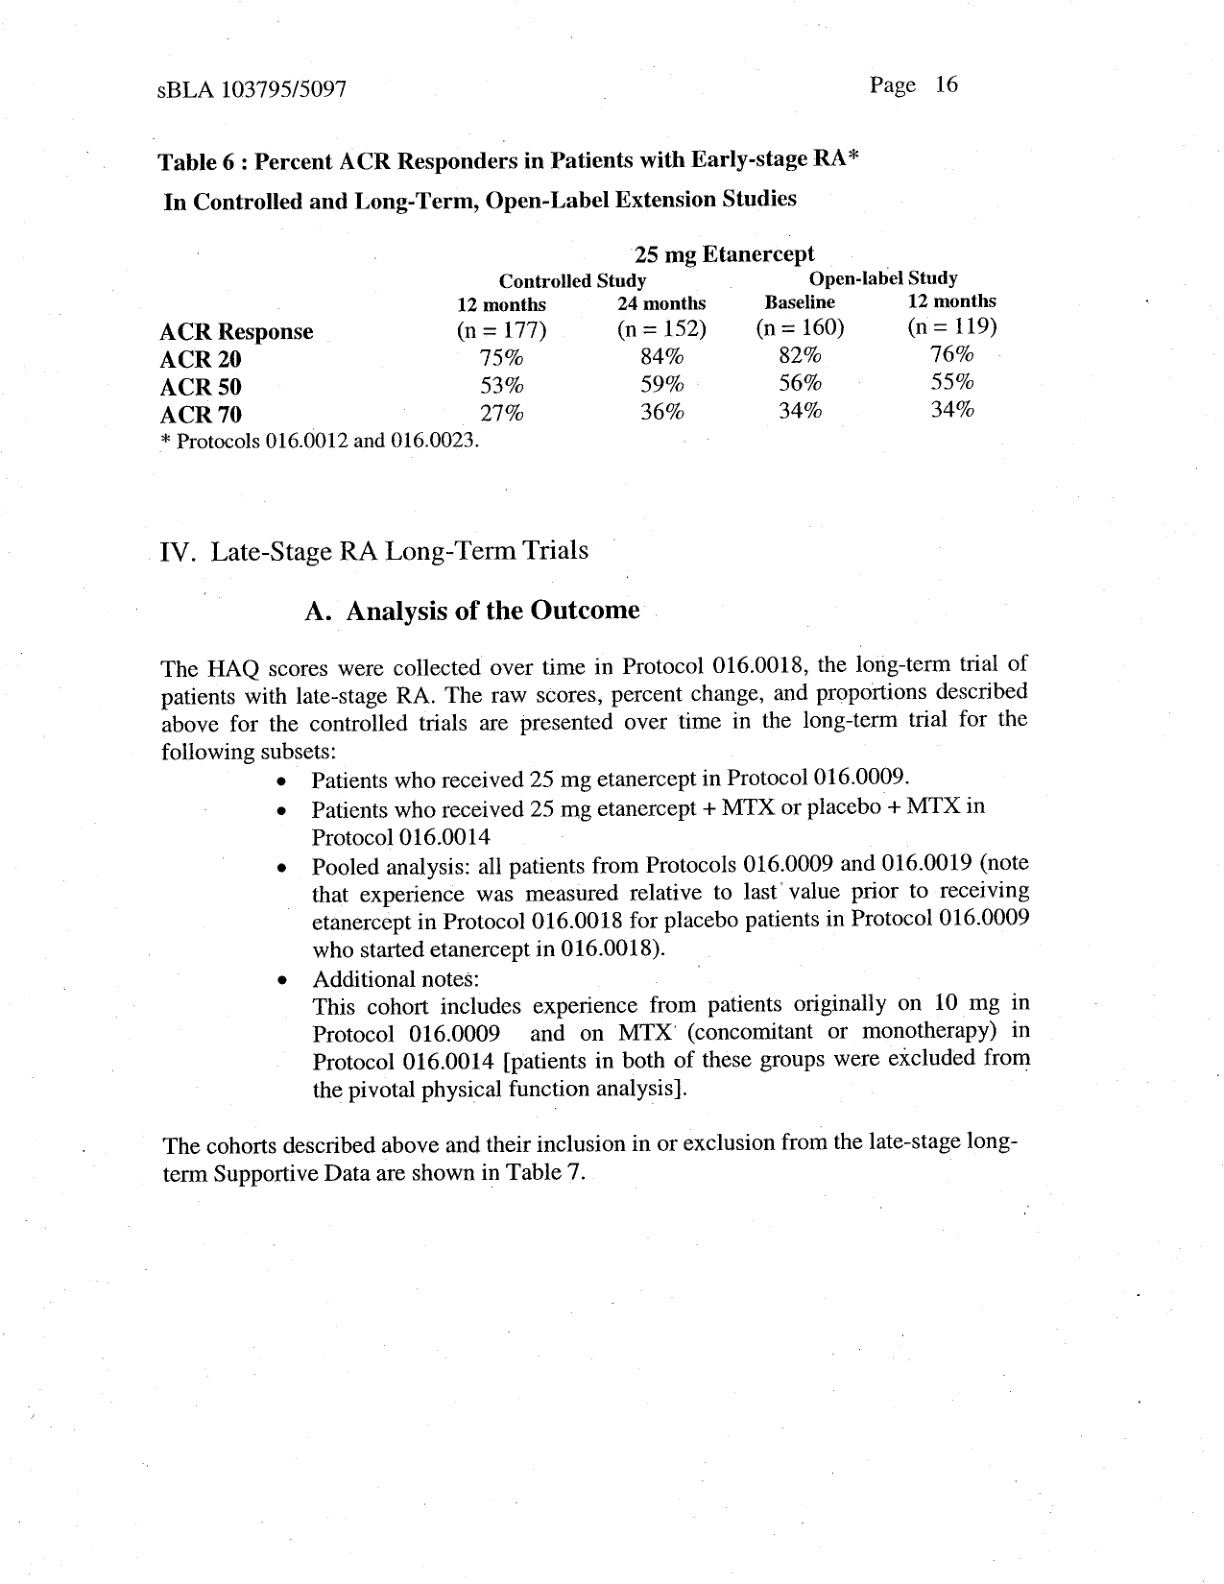 sBLA 103795/5097 Page 16
Table 6 : Percent ACR Responders in Patients with Early-stage RA*
In Controlled and Long-Term, Open-Label Extension Studies
25 mg Etanercept
Controlled Study Open-label Study
12 months 24 months Baseline 12 months
ACR Response (n = 177) (n = 152) (n = 160) (n = 119)
ACR 20 75% 84% 82% 76%
ACR 50 53% 59% 56% 55%
ACR 70 27% 36% 34% 34%
* Protocols 016.0012 and 016.0023.
IV. Late-Stage RA Long-Term Trials
A. Analysis of the Outcome
The HAQ scores were collected over time in Protocol 016.0018, the long-term trial of
patients with late-stage RA. The raw scores, percent change, and proportions described
above for the controlled trials are presented over time in the long-term trial for the
following subsets:
• Patients who received 25 mg etanercept in Protocol 016.0009.
• Patients who received 25 mg etanercept + MTX or placebo + MTX in
Protocol 016.0014
• Pooled analysis: all patients from Protocols 016.0009 and 016.0019 (note
that experience was measured relative to last value prior to receiving
etanercept in Protocol 016.0018 for placebo patients in Protocol 016.0009
who started etanercept in 016.0018).
• Additional notes:
This cohort includes experience from patients originally on 10 mg in
Protocol 016.0009 and on MTX (concomitant or monotherapy) in
Protocol 016.0014 [patients in both of these groups were excluded from
the pivotal physical function analysis].
The cohorts described above and their inclusion in or exclusion from the late-stage long-
term Supportive Data are shown in Table 7.